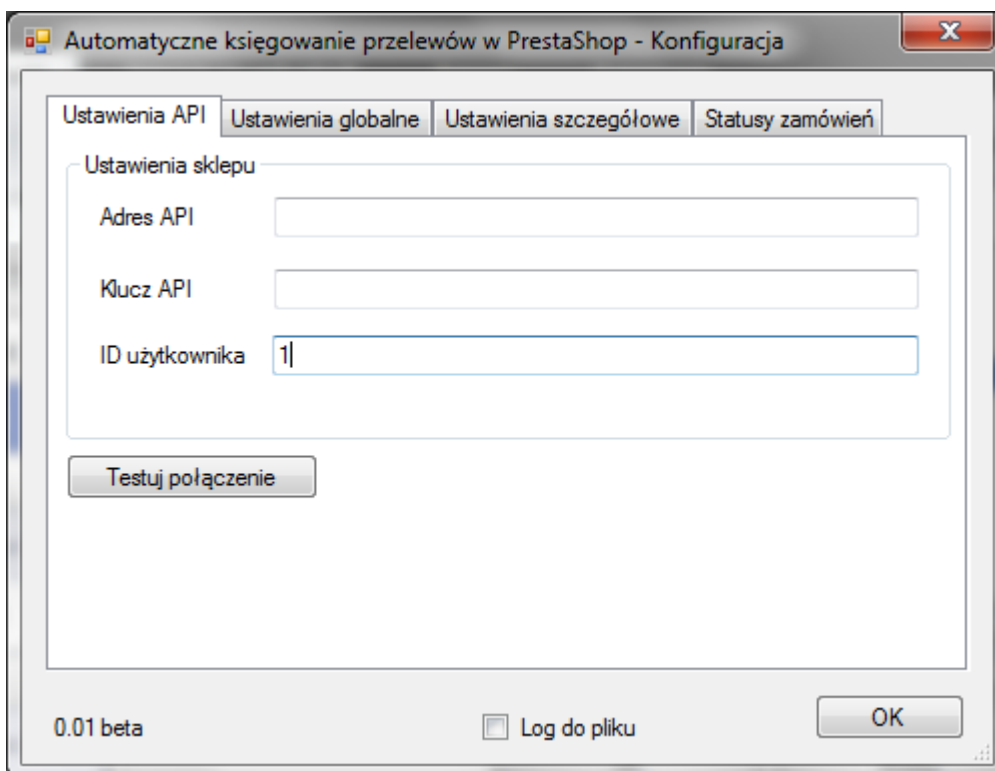 Automatyczne księgowanie przelewów w PrestaShop - Konfiguracja
Ustawienia API Ustawienia globalne Ustawienia szczegółowe Statusy zamówień
Ustawienia sklepu
Adres API
Klucz API
ID użytkownika 1
Testuj połączenie
0.01 beta Log do pliku OK